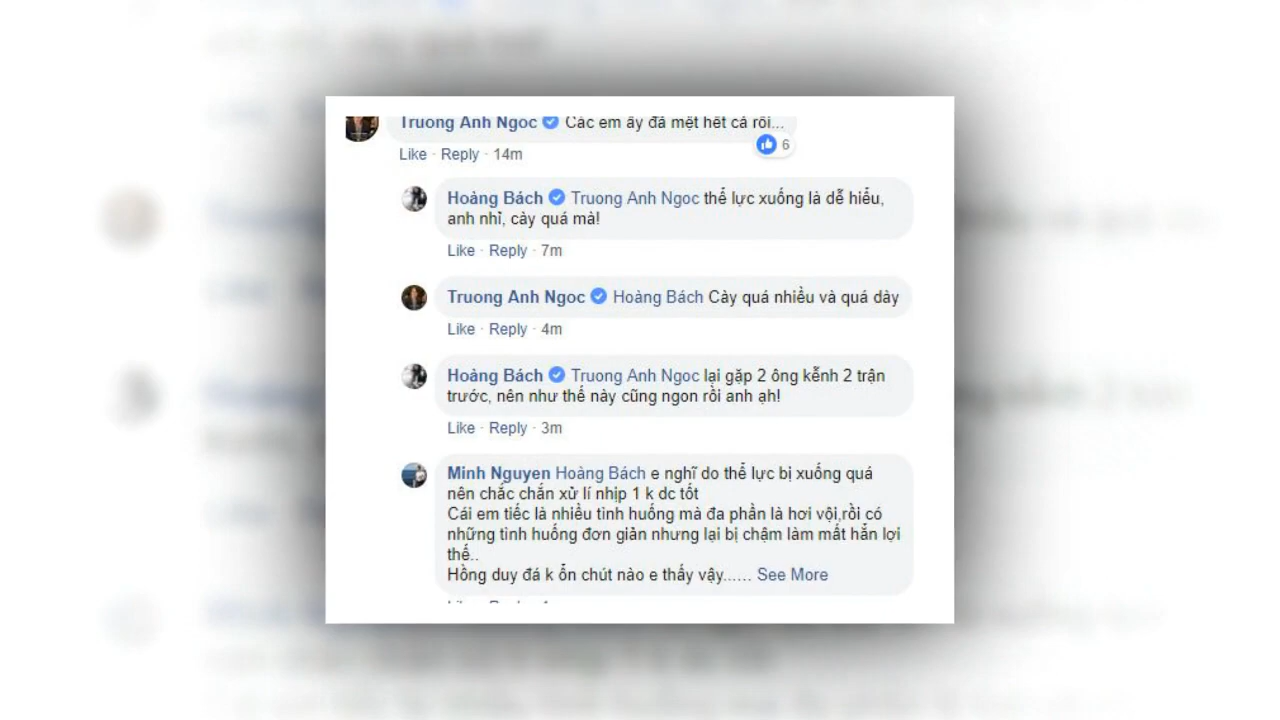 Truong Anh Ngoc Các em ấy đã mệt hết cả rồi...
6
Like · Reply · 14m
Hoàng Bách Truong Anh Ngoc thể lực xuống là dễ hiểu,
anh nhỉ, cày quá mà!
Like · Reply · 7m
Truong Anh Ngoc Hoàng Bách Cày quá nhiều và quá dày
Like · Reply · 4m
Hoàng Bách Truong Anh Ngoc lại gặp 2 ông kễnh 2 trận
trước, nên như thế này cũng ngon rồi anh ạh!
Like · Reply · 3m
Minh Nguyen Hoàng Bách e nghĩ do thể lực bị xuống quá
nên chắc chắn xử lí nhịp 1 k dc tốt
Cái em tiếc là nhiều tình huống mà đa phần là hơi vội,rồi có
những tình huống đơn giản nhưng lại bị chậm làm mất hẳn lợi
thế..
Hồng duy đá k ổn chút nào e thấy vậy...... See More